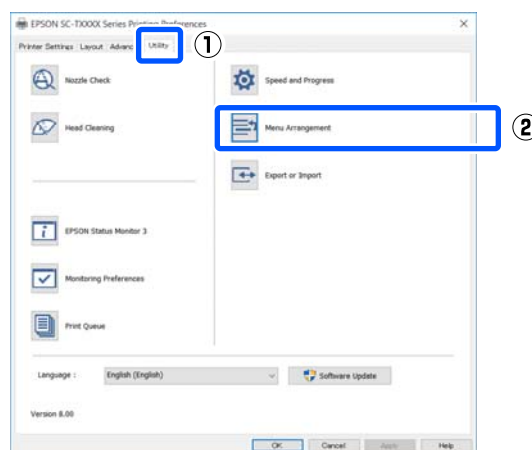 EPSON SC-TXXXX Series Printing Preferences
Printer Settings Layout Advanc Utility ①
Nozzle Check
Speed and Progress
Head Cleaning
Menu Arrangement
②
Export or Import
EPSON Status Monitor 3
Monitoring Preferences
Print Queue
Language : English (English) Software Update
Version 8.00
OK Cancel Apply Help